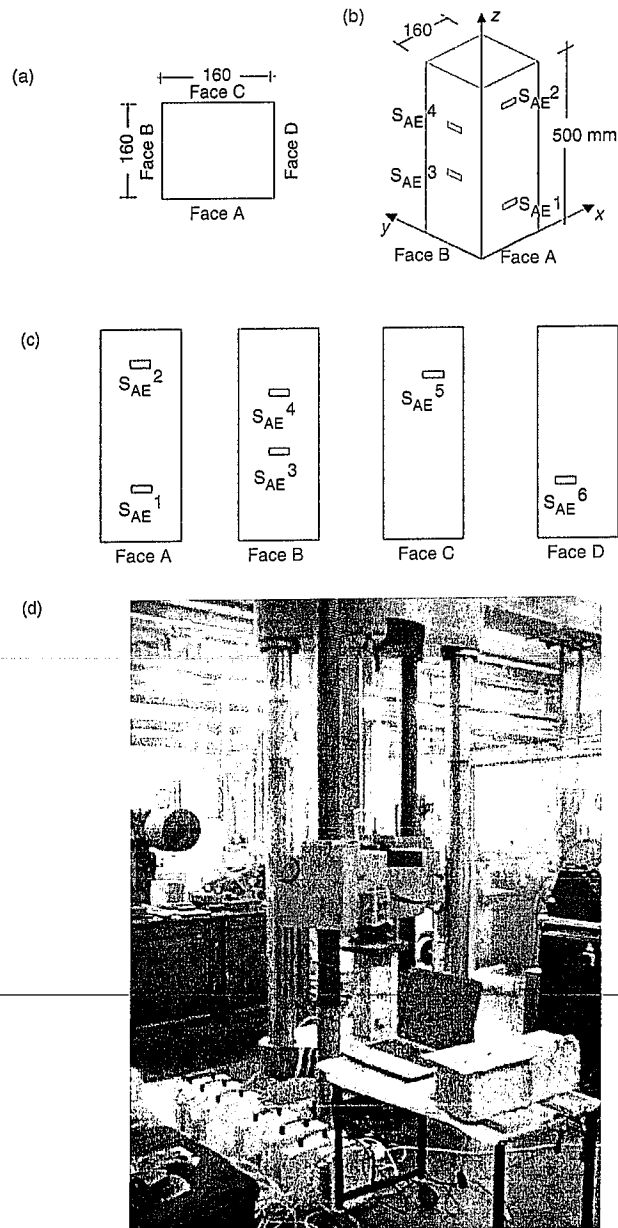 (a)
160
Face C
Face B
160
Face D
Face A
(b)
160
z
S_AE 2
S_AE 4
S_AE 3
500 mm
S_AE 1
x
y
Face B
Face A
(c)
S_AE 2
S_AE 1
Face A
S_AE 4
S_AE 3
Face B
S_AE 5
Face C
S_AE 6
Face D
(d)